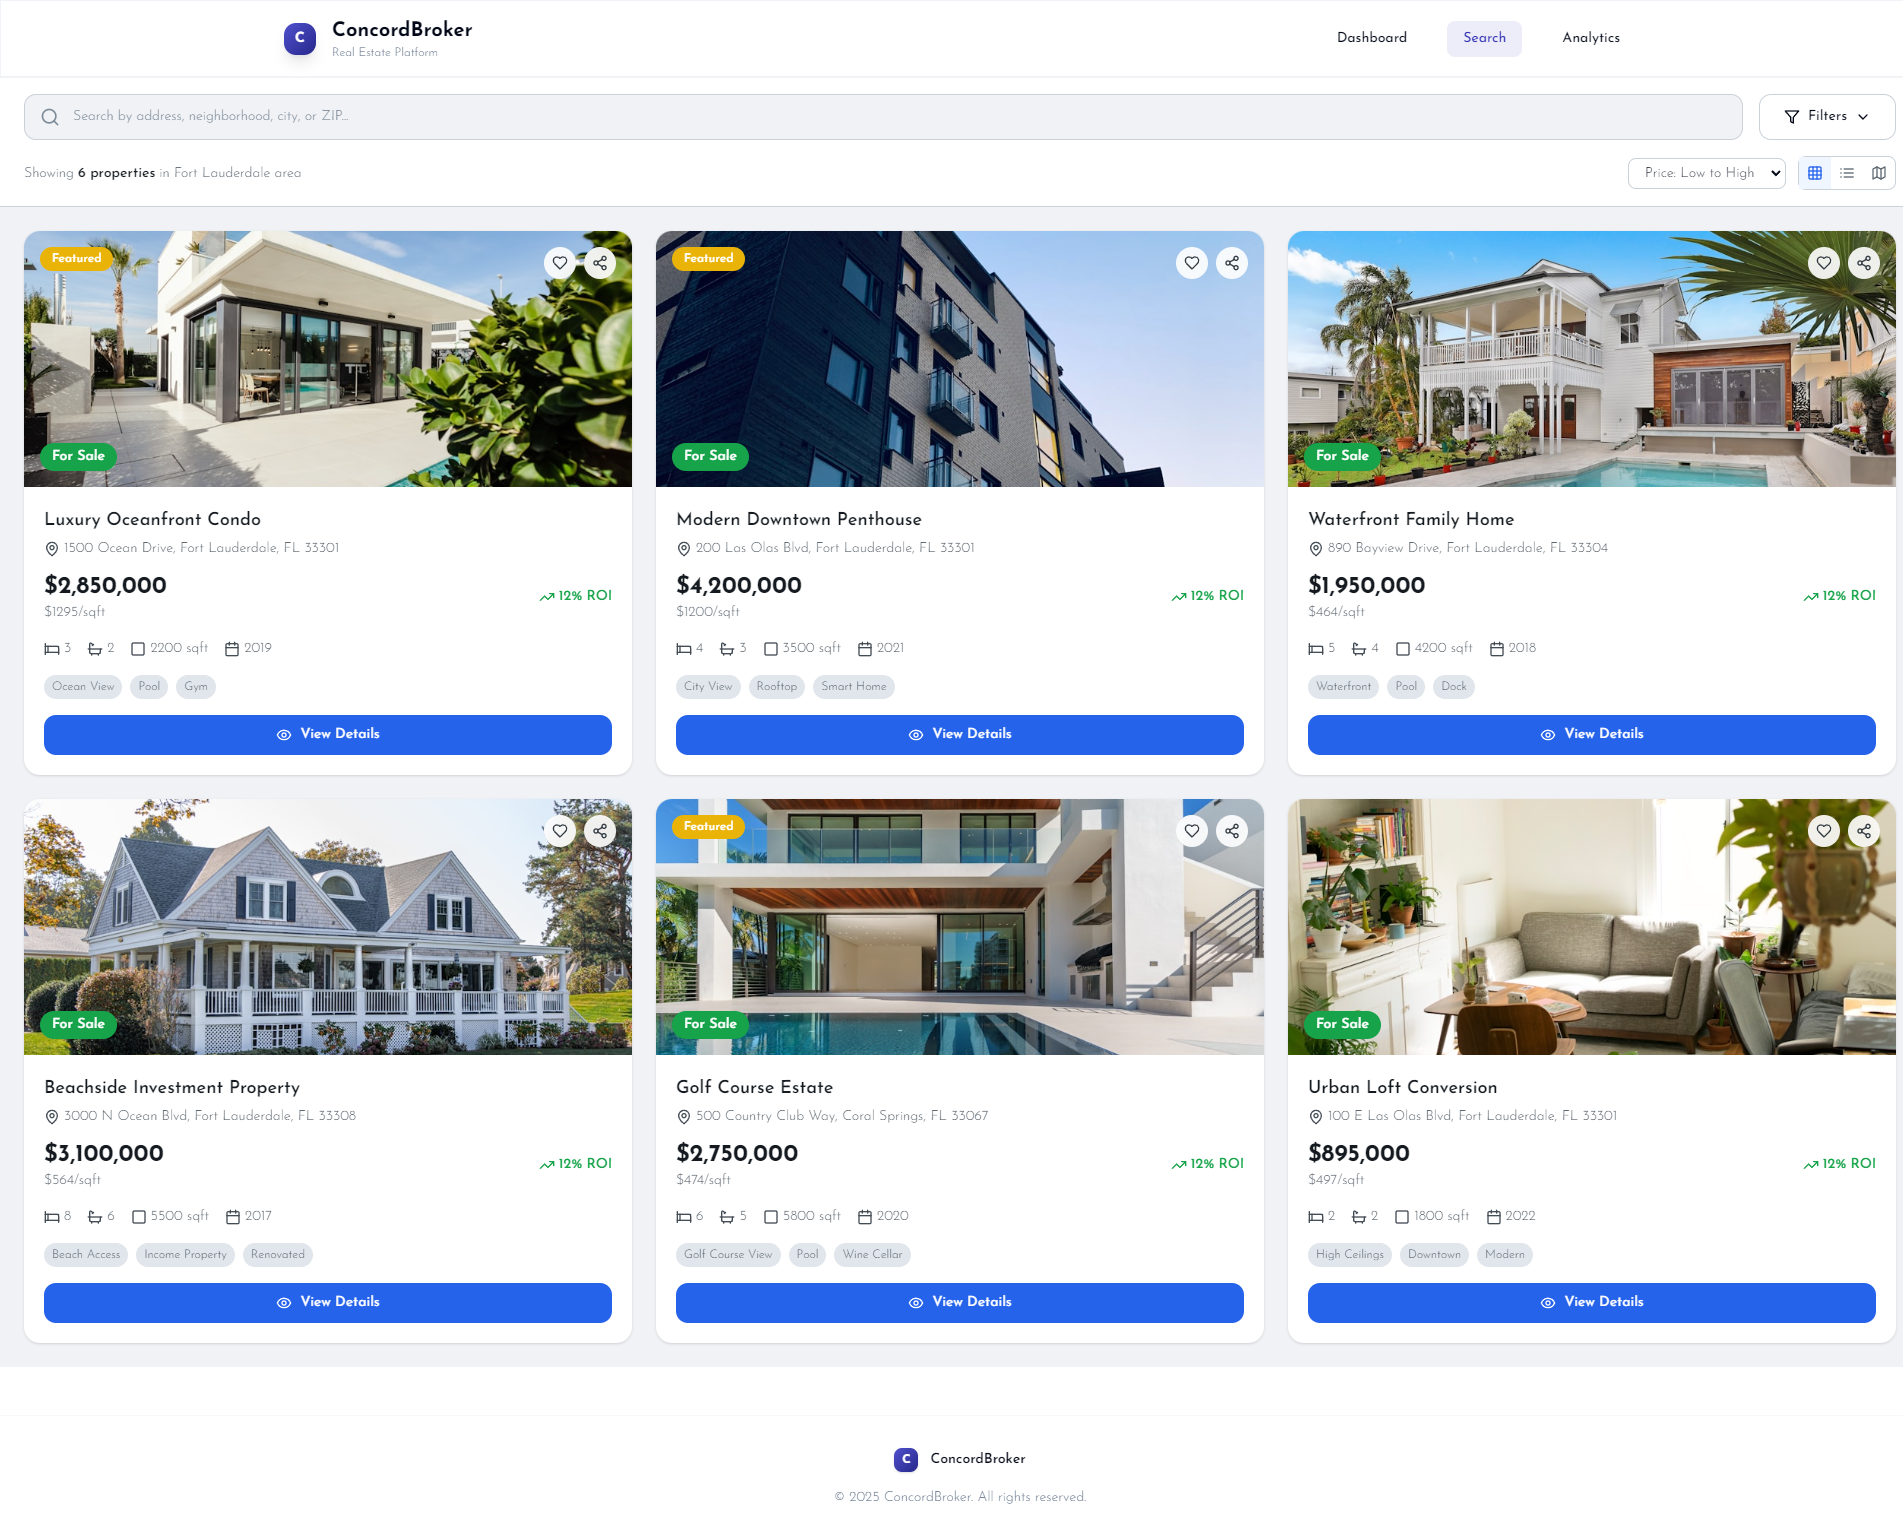 C
ConcordBroker
Real Estate Platform
Dashboard
Search
Analytics
Search by address, neighborhood, city, or ZIP...
Filters
Showing 6 properties in Fort Lauderdale area
Price: Low to High
Featured
For Sale
Featured
For Sale
For Sale
Luxury Oceanfront Condo
1500 Ocean Drive, Fort Lauderdale, FL 33301
$2,850,000
$1295/sqft
12% ROI
3 2 2200 sqft 2019
Ocean View Pool Gym
View Details
Modern Downtown Penthouse
200 Las Olas Blvd, Fort Lauderdale, FL 33301
$4,200,000
$1200/sqft
12% ROI
4 3 3500 sqft 2021
City View Rooftop Smart Home
View Details
Waterfront Family Home
890 Bayview Drive, Fort Lauderdale, FL 33304
$1,950,000
$464/sqft
12% ROI
5 4 4200 sqft 2018
Waterfront Pool Dock
View Details
For Sale
Featured
For Sale
For Sale
Beachside Investment Property
3000 N Ocean Blvd, Fort Lauderdale, FL 33308
$3,100,000
$564/sqft
12% ROI
8 6 5500 sqft 2017
Beach Access Income Property Renovated
View Details
Golf Course Estate
500 Country Club Way, Coral Springs, FL 33067
$2,750,000
$474/sqft
12% ROI
6 5 5800 sqft 2020
Golf Course View Pool Wine Cellar
View Details
Urban Loft Conversion
100 E Las Olas Blvd, Fort Lauderdale, FL 33301
$895,000
$497/sqft
12% ROI
2 2 1800 sqft 2022
High Ceilings Downtown Modern
View Details
C ConcordBroker
© 2025 ConcordBroker. All rights reserved.